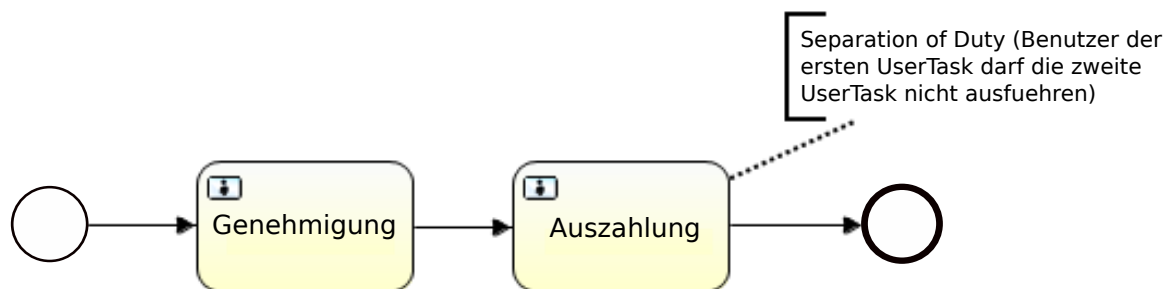 Separation of Duty (Benutzer der
ersten UserTask darf die zweite
UserTask nicht ausfuehren)
Genehmigung
Auszahlung